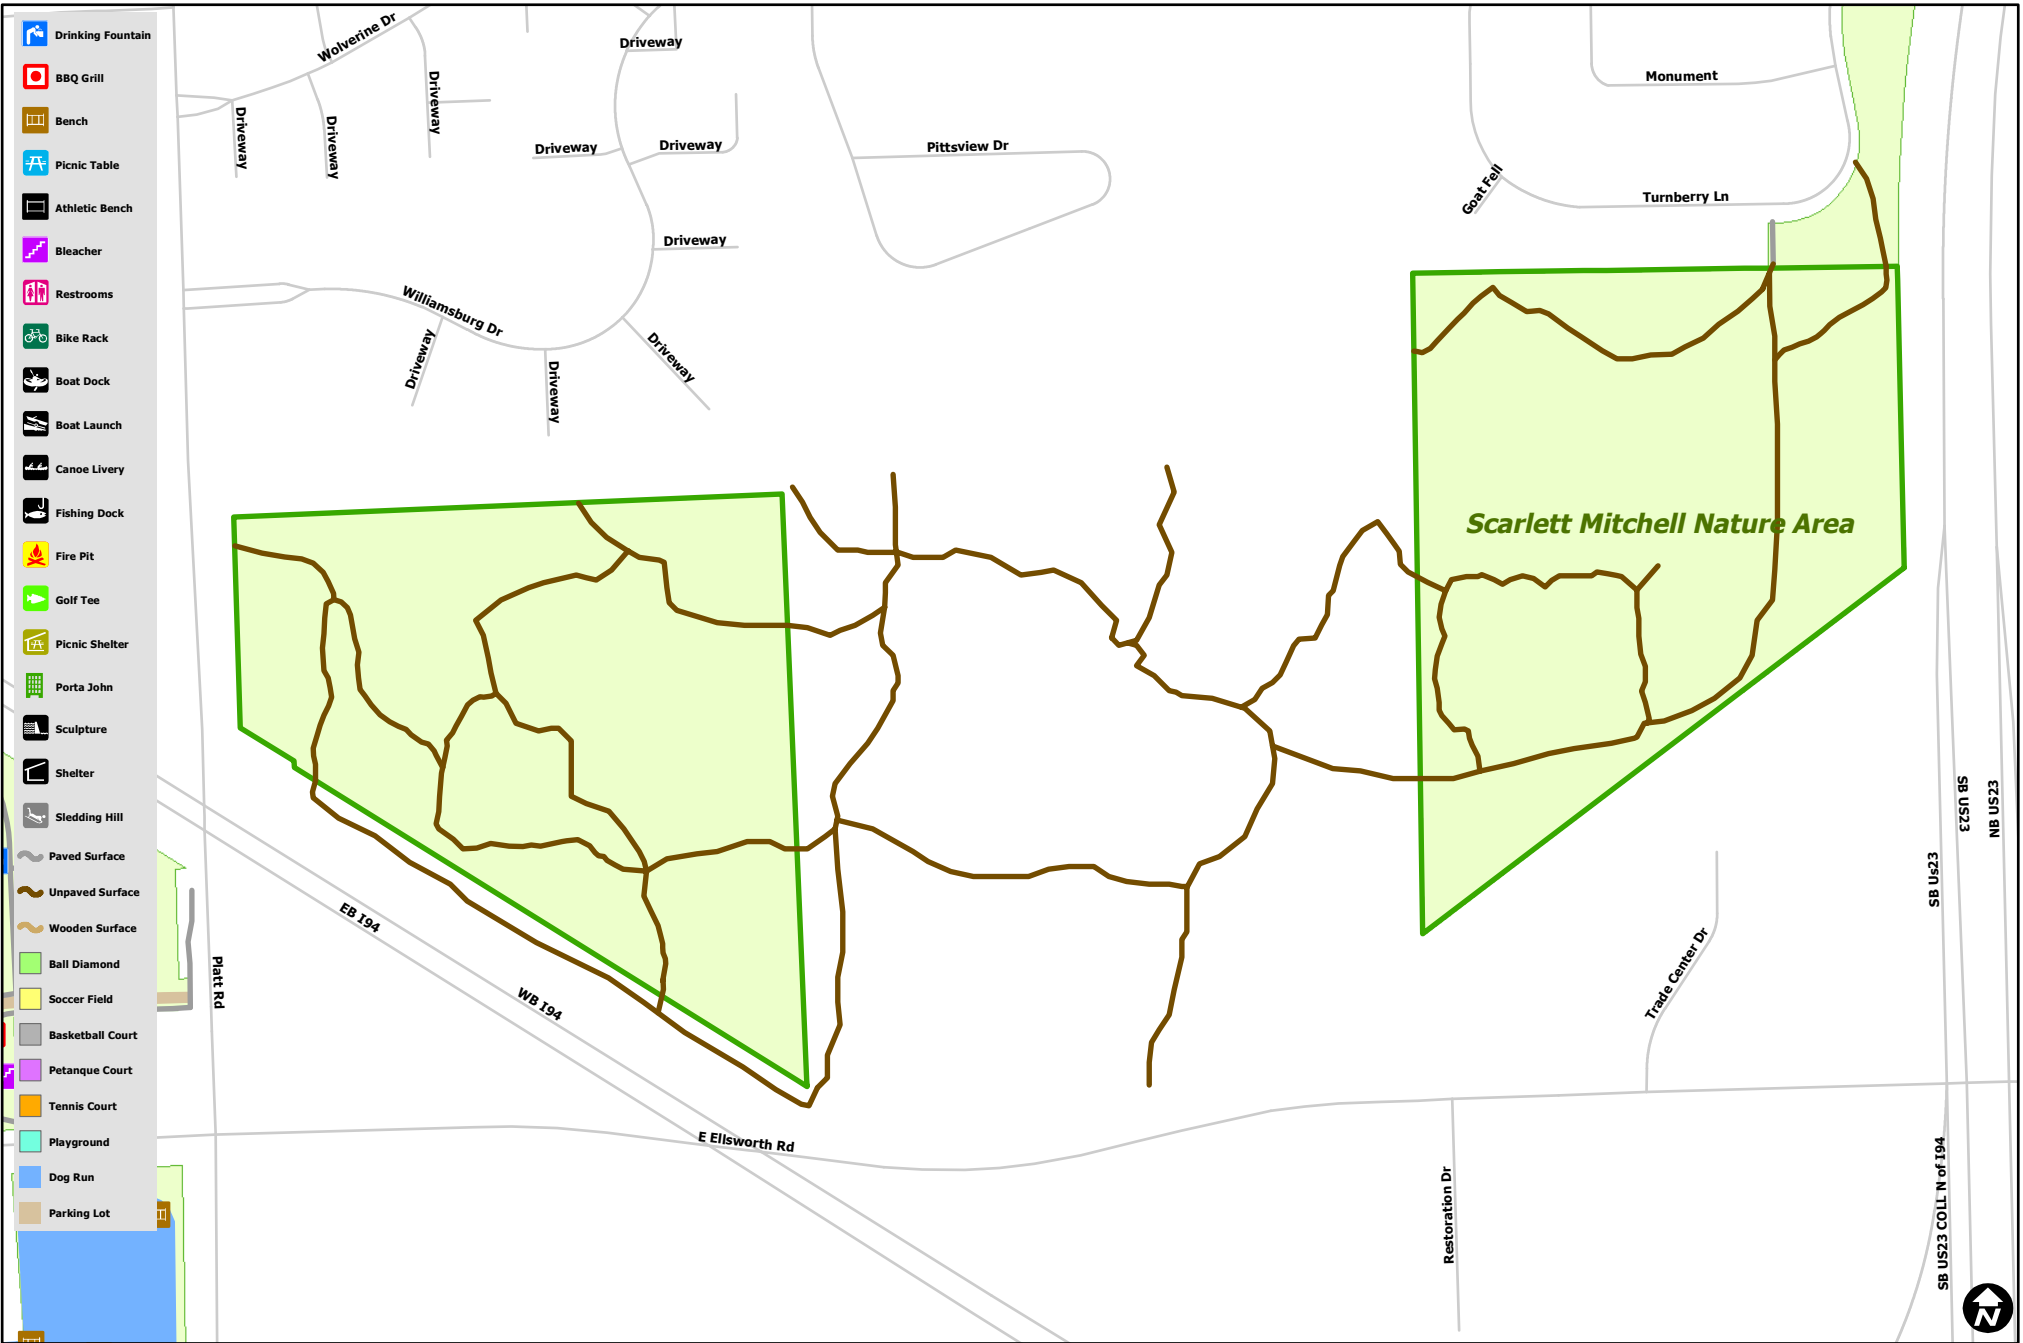 Drinking Fountain
BBQ Grill
Bench
Picnic Table
Athletic Bench
Bleacher
Restrooms
Bike Rack
Boat Dock
Boat Launch
Canoe Livery
Fishing Dock
Fire Pit
Golf Tee
Picnic Shelter
Porta John
Sculpture
Shelter
Sledding Hill
Paved Surface
Unpaved Surface
Wooden Surface
Ball Diamond
Soccer Field
Basketball Court
Petanque Court
Tennis Court
Playground
Dog Run
Parking Lot
Wolverine Dr
Driveway
Driveway
Driveway
Driveway
Driveway
Driveway
Driveway
Pittsview Dr
Monument
Goat Fell
Turnberry Ln
Williamsburg Dr
Driveway
Driveway
Driveway
Scarlett Mitchell Nature Area
EB I94
WB I94
Platt Rd
E Ellsworth Rd
Trade Center Dr
Restoration Dr
SB US23
NB US23
SB Us23
SB US23 COLL N of I94
N